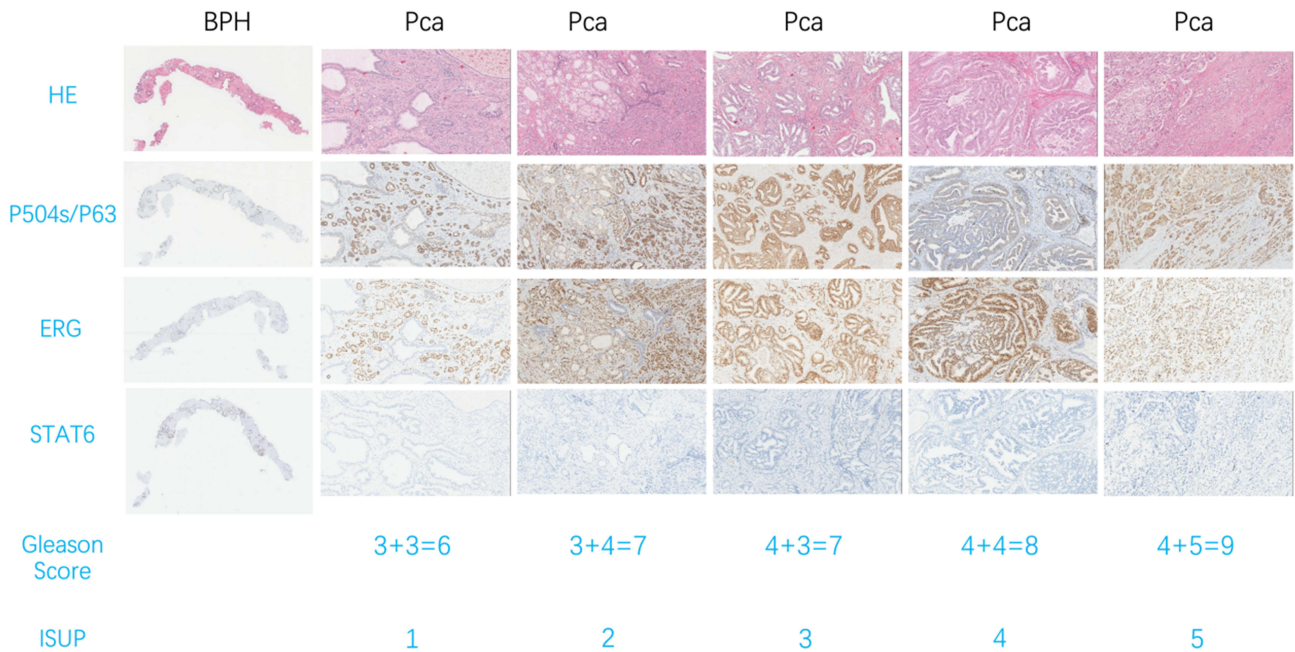 BPH Pca Pca Pca Pca Pca
HE
P504s/P63
ERG
STAT6
Gleason
Score 3+3=6 3+4=7 4+3=7 4+4=8 4+5=9
ISUP 1 2 3 4 5